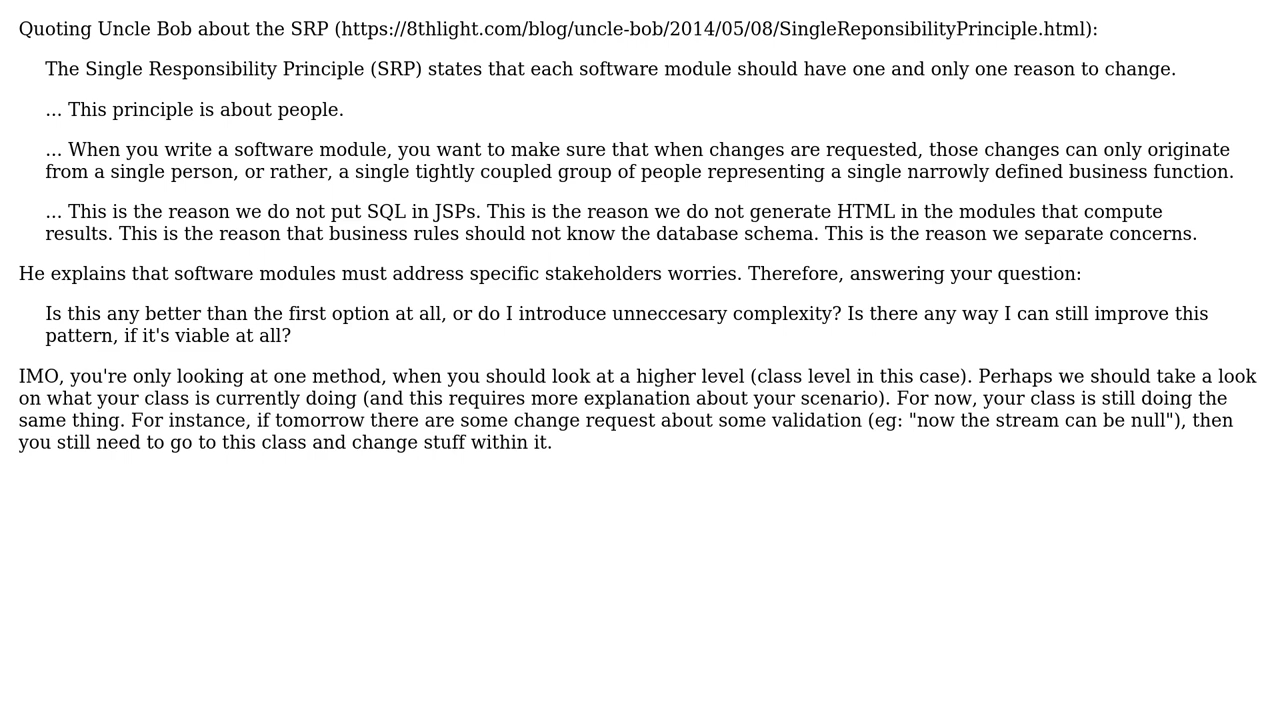 Quoting Uncle Bob about the SRP (https://8thlight.com/blog/uncle-bob/2014/05/08/SingleReponsibilityPrinciple.html):
The Single Responsibility Principle (SRP) states that each software module should have one and only one reason to change.
... This principle is about people.
... When you write a software module, you want to make sure that when changes are requested, those changes can only originate
from a single person, or rather, a single tightly coupled group of people representing a single narrowly defined business function.
... This is the reason we do not put SQL in JSPs. This is the reason we do not generate HTML in the modules that compute
results. This is the reason that business rules should not know the database schema. This is the reason we separate concerns.
He explains that software modules must address specific stakeholders worries. Therefore, answering your question:
Is this any better than the first option at all, or do I introduce unneccesary complexity? Is there any way I can still improve this
pattern, if it's viable at all?
IMO, you're only looking at one method, when you should look at a higher level (class level in this case). Perhaps we should take a look
on what your class is currently doing (and this requires more explanation about your scenario). For now, your class is still doing the
same thing. For instance, if tomorrow there are some change request about some validation (eg: "now the stream can be null"), then
you still need to go to this class and change stuff within it.